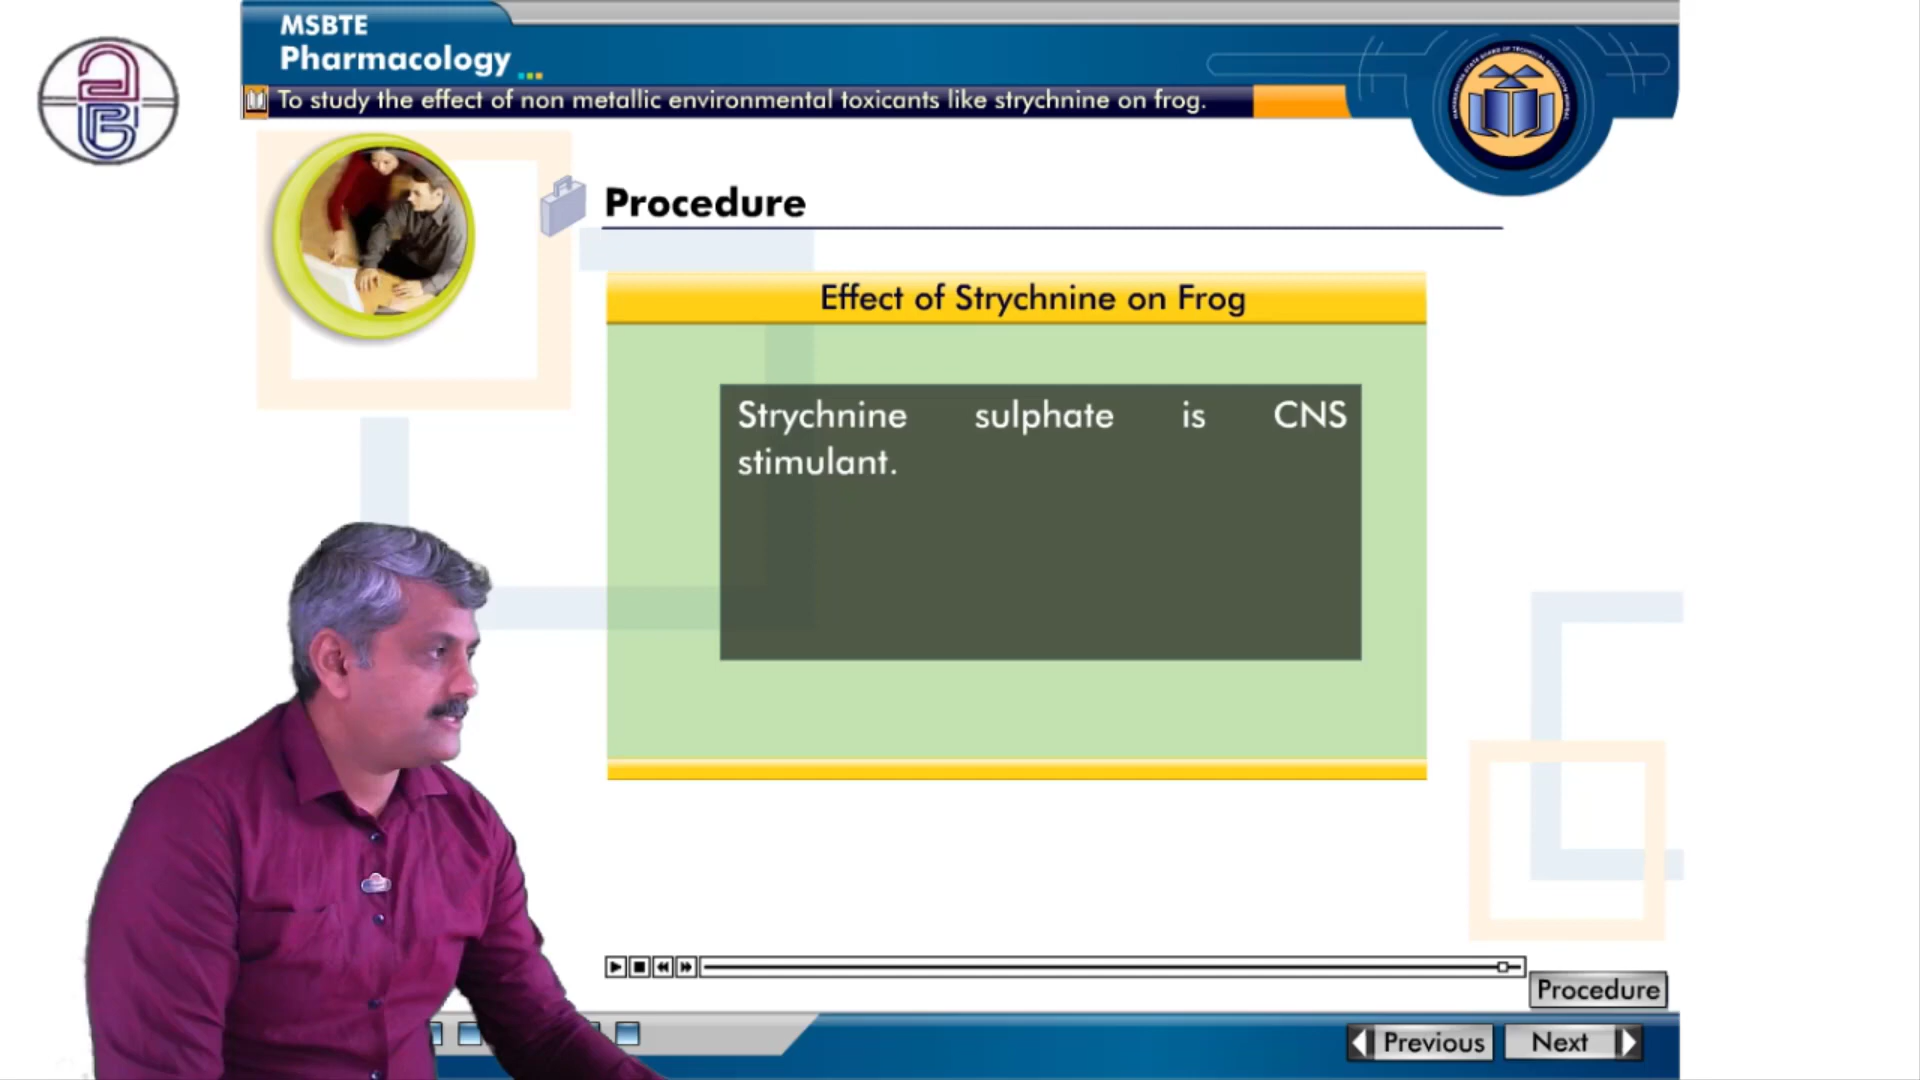 MSBTE
Pharmacology
To study the effect of non metallic environmental toxicants like strychnine on frog.
Procedure
Effect of Strychnine on Frog
Strychnine sulphate is CNS
stimulant.
Procedure
Previous
Next